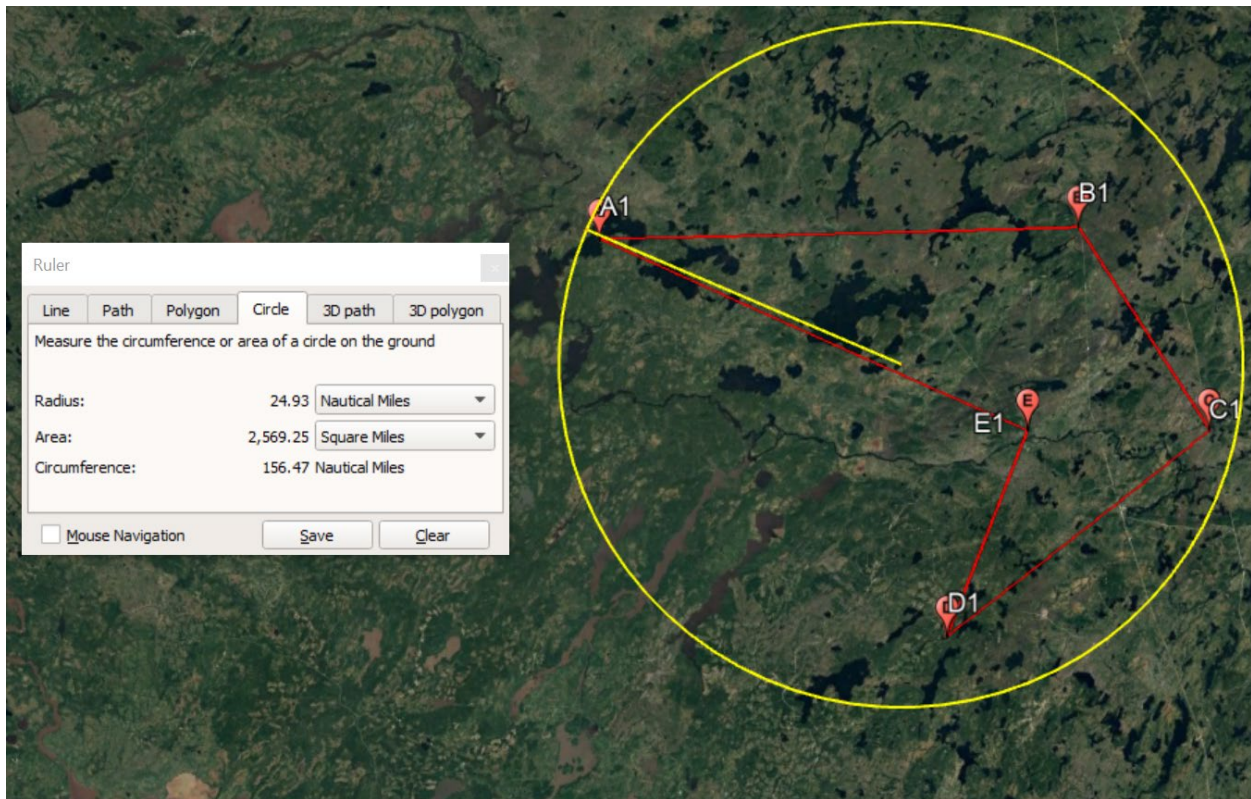 A1
B1
Ruler
Line Path Polygon Circle 3D path 3D polygon
Measure the circumference or area of a circle on the ground
Radius: 24.93 Nautical Miles
Area: 2,569.25 Square Miles
Circumference: 156.47 Nautical Miles
Mouse Navigation Save Clear
E
C1
E1
D1